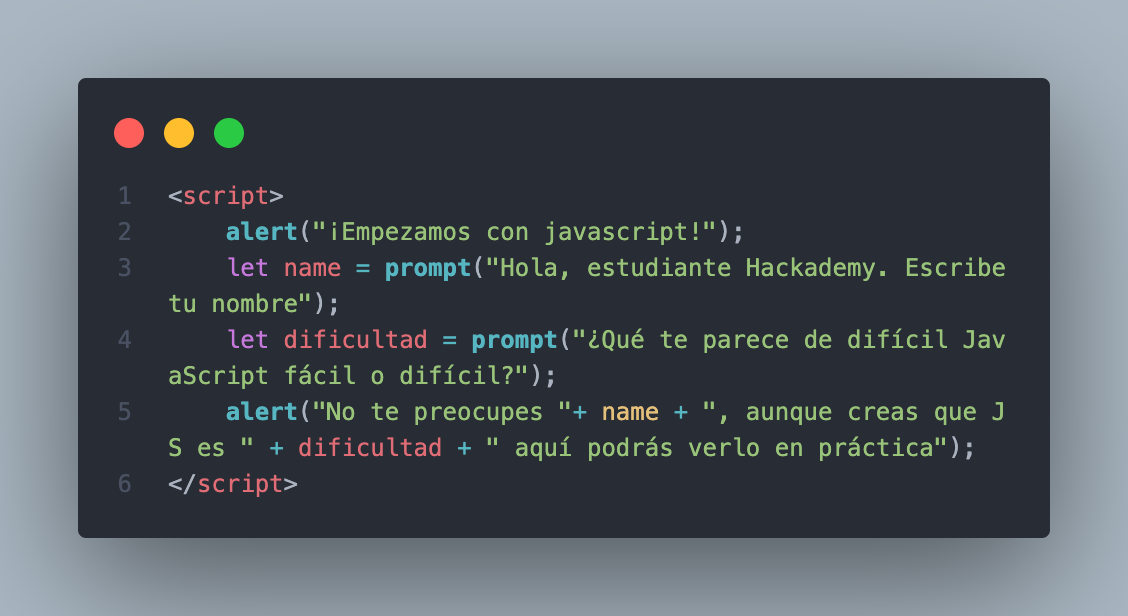 1 <script>
2     alert("¡Empezamos con javascript!");
3     let name = prompt("Hola, estudiante Hackademy. Escribe
tu nombre");
4     let dificultad = prompt("¿Qué te parece de difícil Jav
aScript fácil o difícil?");
5     alert("No te preocupes "+ name + ", aunque creas que J
S es " + dificultad + " aquí podrás verlo en práctica");
6 </script>